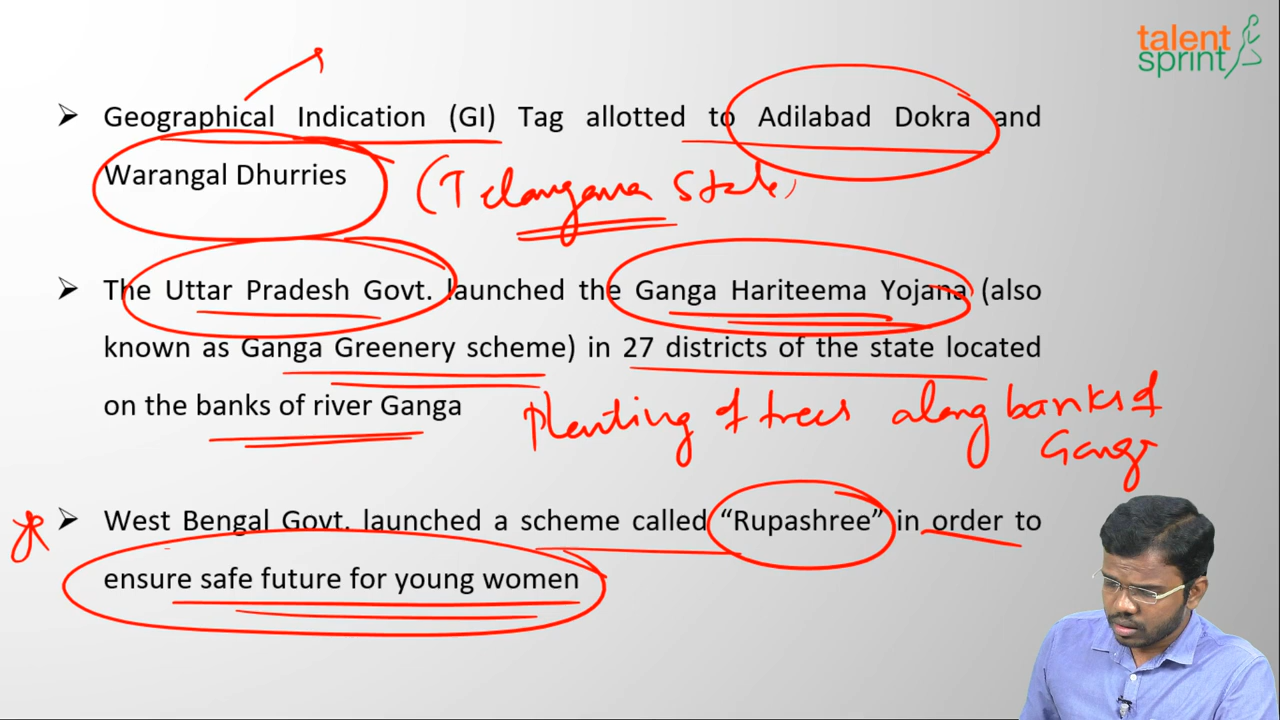 talent
sprint
➢ Geographical Indication (GI) Tag allotted to Adilabad Dokra and
Warangal Dhurries
(Telangana State)
➢ The Uttar Pradesh Govt. launched the Ganga Hariteema Yojana (also
known as Ganga Greenery scheme) in 27 districts of the state located
on the banks of river Ganga
Planting of trees along banks of
Ganga
➢ West Bengal Govt. launched a scheme called “Rupashree” in order to
ensure safe future for young women